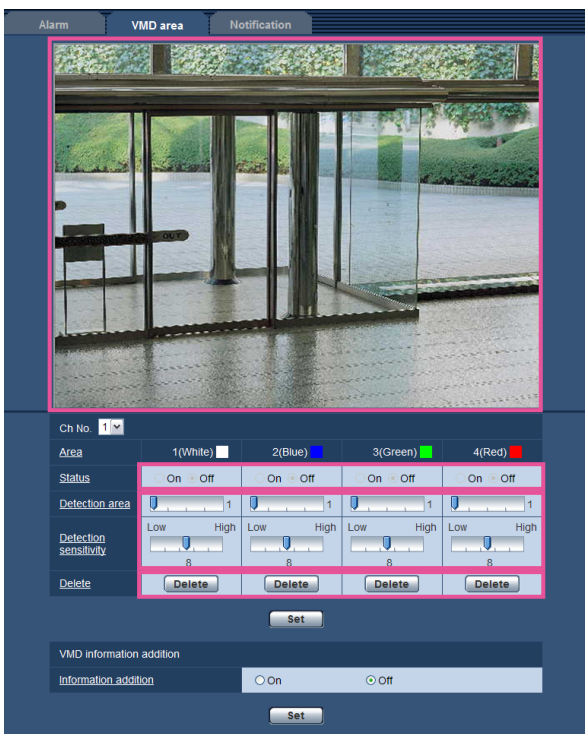 Alarm VMD area Notification
OUT
Ch No. 1
Area 1(White) 2(Blue) 3(Green) 4(Red)
Status On Off On Off On Off On Off
Detection area 1 1 1 1
Low High Low High Low High Low High
Detection
sensitivity
8 8 8 8
Delete Delete Delete Delete Delete
Set
VMD information addition
Information addition On Off
Set